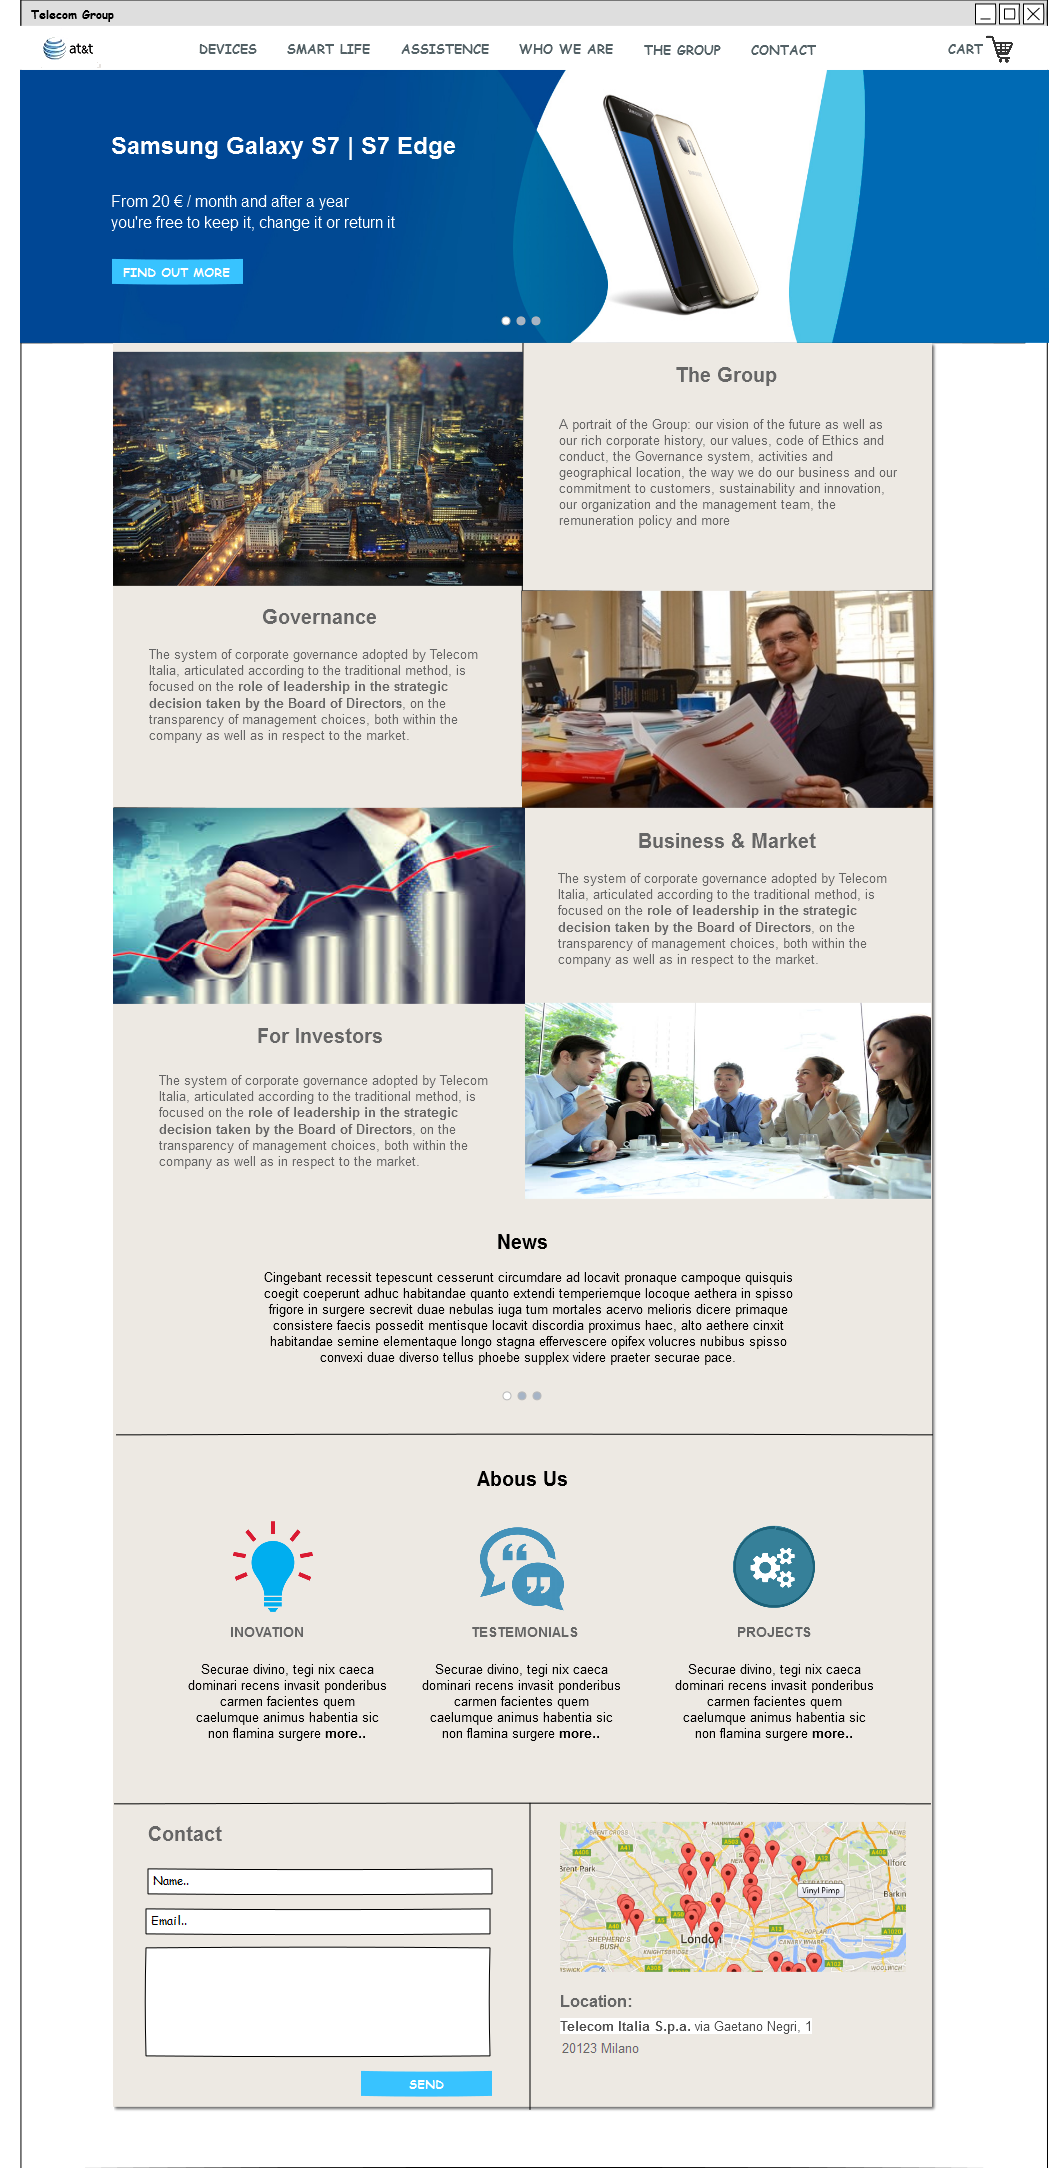 Telecom Group
at&t
DEVICES SMART LIFE ASSISTENCE WHO WE ARE THE GROUP CONTACT CART
Samsung Galaxy S7 | S7 Edge
From 20 € / month and after a year
you're free to keep it, change it or return it
FIND OUT MORE
The Group
A portrait of the Group: our vision of the future as well as
our rich corporate history, our values, code of Ethics and
conduct, the Governance system, activities and
geographical location, the way we do our business and our
commitment to customers, sustainability and innovation,
our organization and the management team, the
remuneration policy and more
Governance
The system of corporate governance adopted by Telecom
Italia, articulated according to the traditional method, is
focused on the role of leadership in the strategic
decision taken by the Board of Directors, on the
transparency of management choices, both within the
company as well as in respect to the market.
Business & Market
The system of corporate governance adopted by Telecom
Italia, articulated according to the traditional method, is
focused on the role of leadership in the strategic
decision taken by the Board of Directors, on the
transparency of management choices, both within the
company as well as in respect to the market.
For Investors
The system of corporate governance adopted by Telecom
Italia, articulated according to the traditional method, is
focused on the role of leadership in the strategic
decision taken by the Board of Directors, on the
transparency of management choices, both within the
company as well as in respect to the market.
News
Cingebant recessit tepescunt cesserunt circumdare ad locavit pronaque campoque quisquis
coegit coeperunt adhuc habitandae quanto extendi temperiemque locoque aethera in spisso
frigore in surgere secrevit duae nebulas iuga tum mortales acervo melioris dicere primaque
consistere faecis possedit mentisque locavit discordia proximus haec, alto aethere cinxit
habitandae semine elementaque longo stagna effervescere opifex volucres nubibus spisso
convexi duae diverso tellus phoebe supplex videre praeter securae pace.
Abous Us
INOVATION
Securae divino, tegi nix caeca
dominari recens invasit ponderibus
carmen facientes quem
caelumque animus habentia sic
non flamina surgere more..
TESTEMONIALS
Securae divino, tegi nix caeca
dominari recens invasit ponderibus
carmen facientes quem
caelumque animus habentia sic
non flamina surgere more..
PROJECTS
Securae divino, tegi nix caeca
dominari recens invasit ponderibus
carmen facientes quem
caelumque animus habentia sic
non flamina surgere more..
Contact
Name..
Email..
SEND
Brent Park
Ilford
Vinyl Pimp
SHEPHERD'S
BUSH
London
KNIGHTSBRIDGE
POPLAR
CANARY WHARF
WOOLWICH
Location:
Telecom Italia S.p.a. via Gaetano Negri, 1
20123 Milano